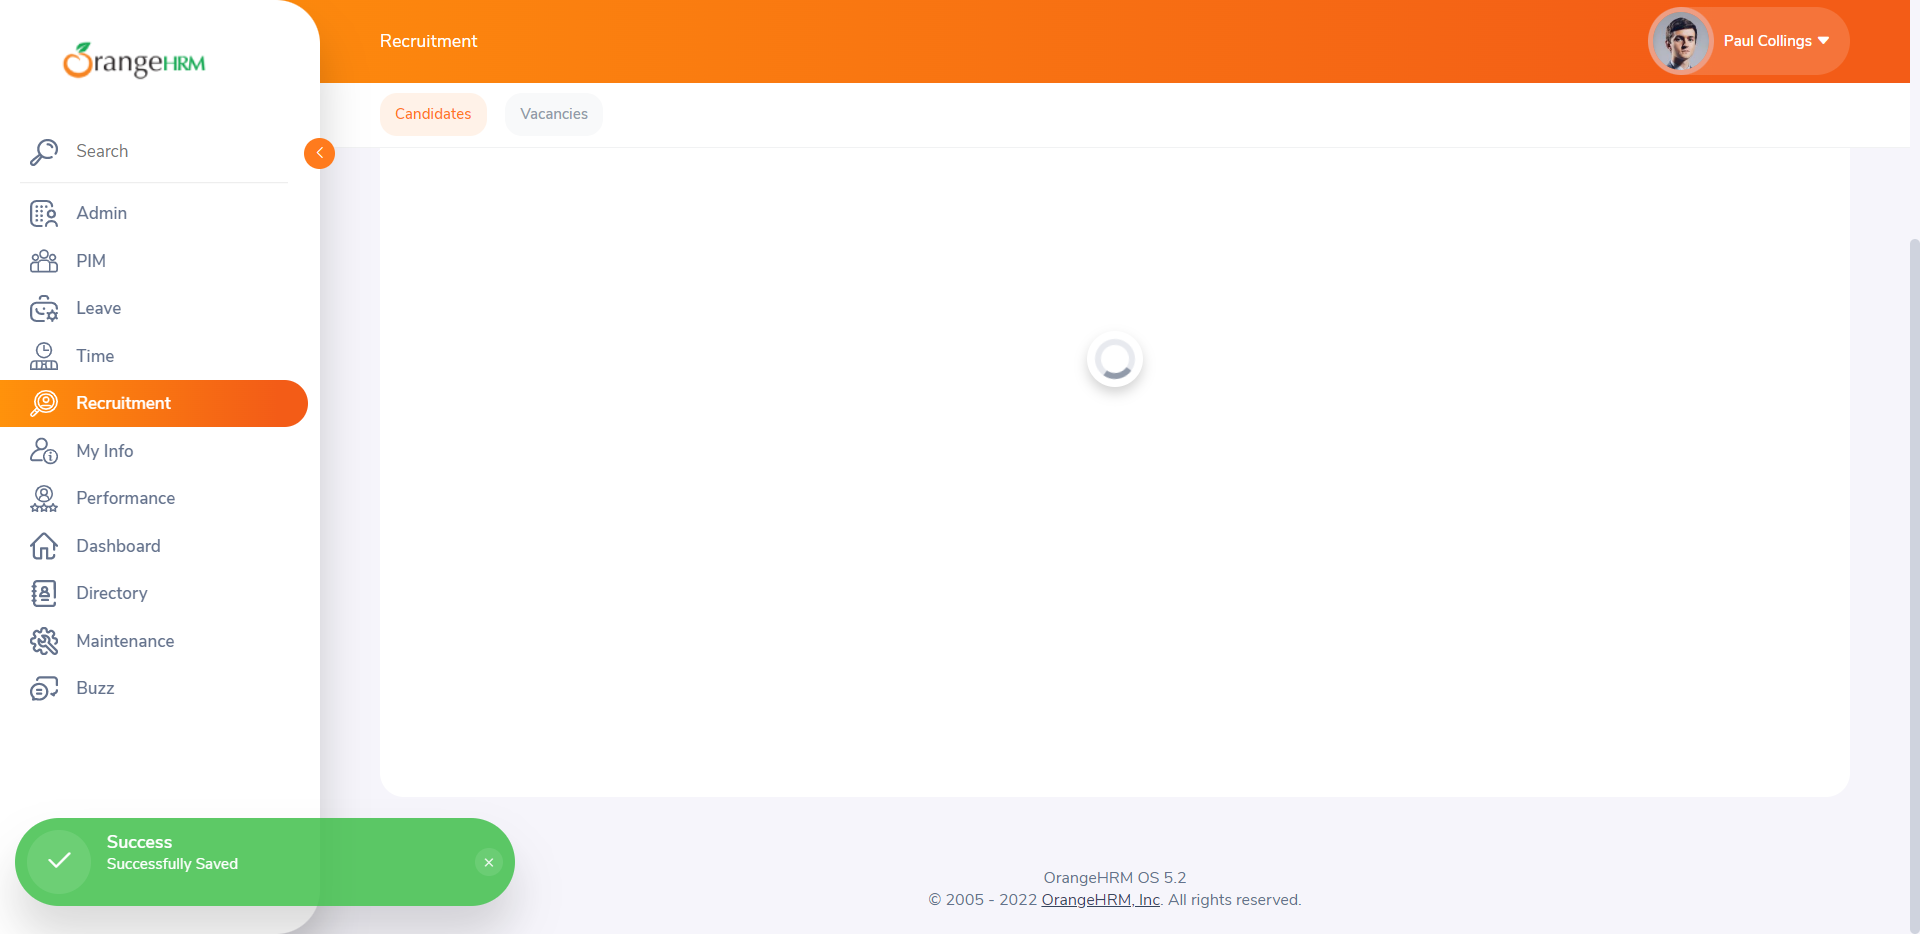 OrangeHRM
Recruitment
Paul Collings
Candidates
Vacancies
Search
Admin
PIM
Leave
Time
Recruitment
My Info
Performance
Dashboard
Directory
Maintenance
Buzz
Success
Successfully Saved
OrangeHRM OS 5.2
© 2005 - 2022 OrangeHRM, Inc. All rights reserved.